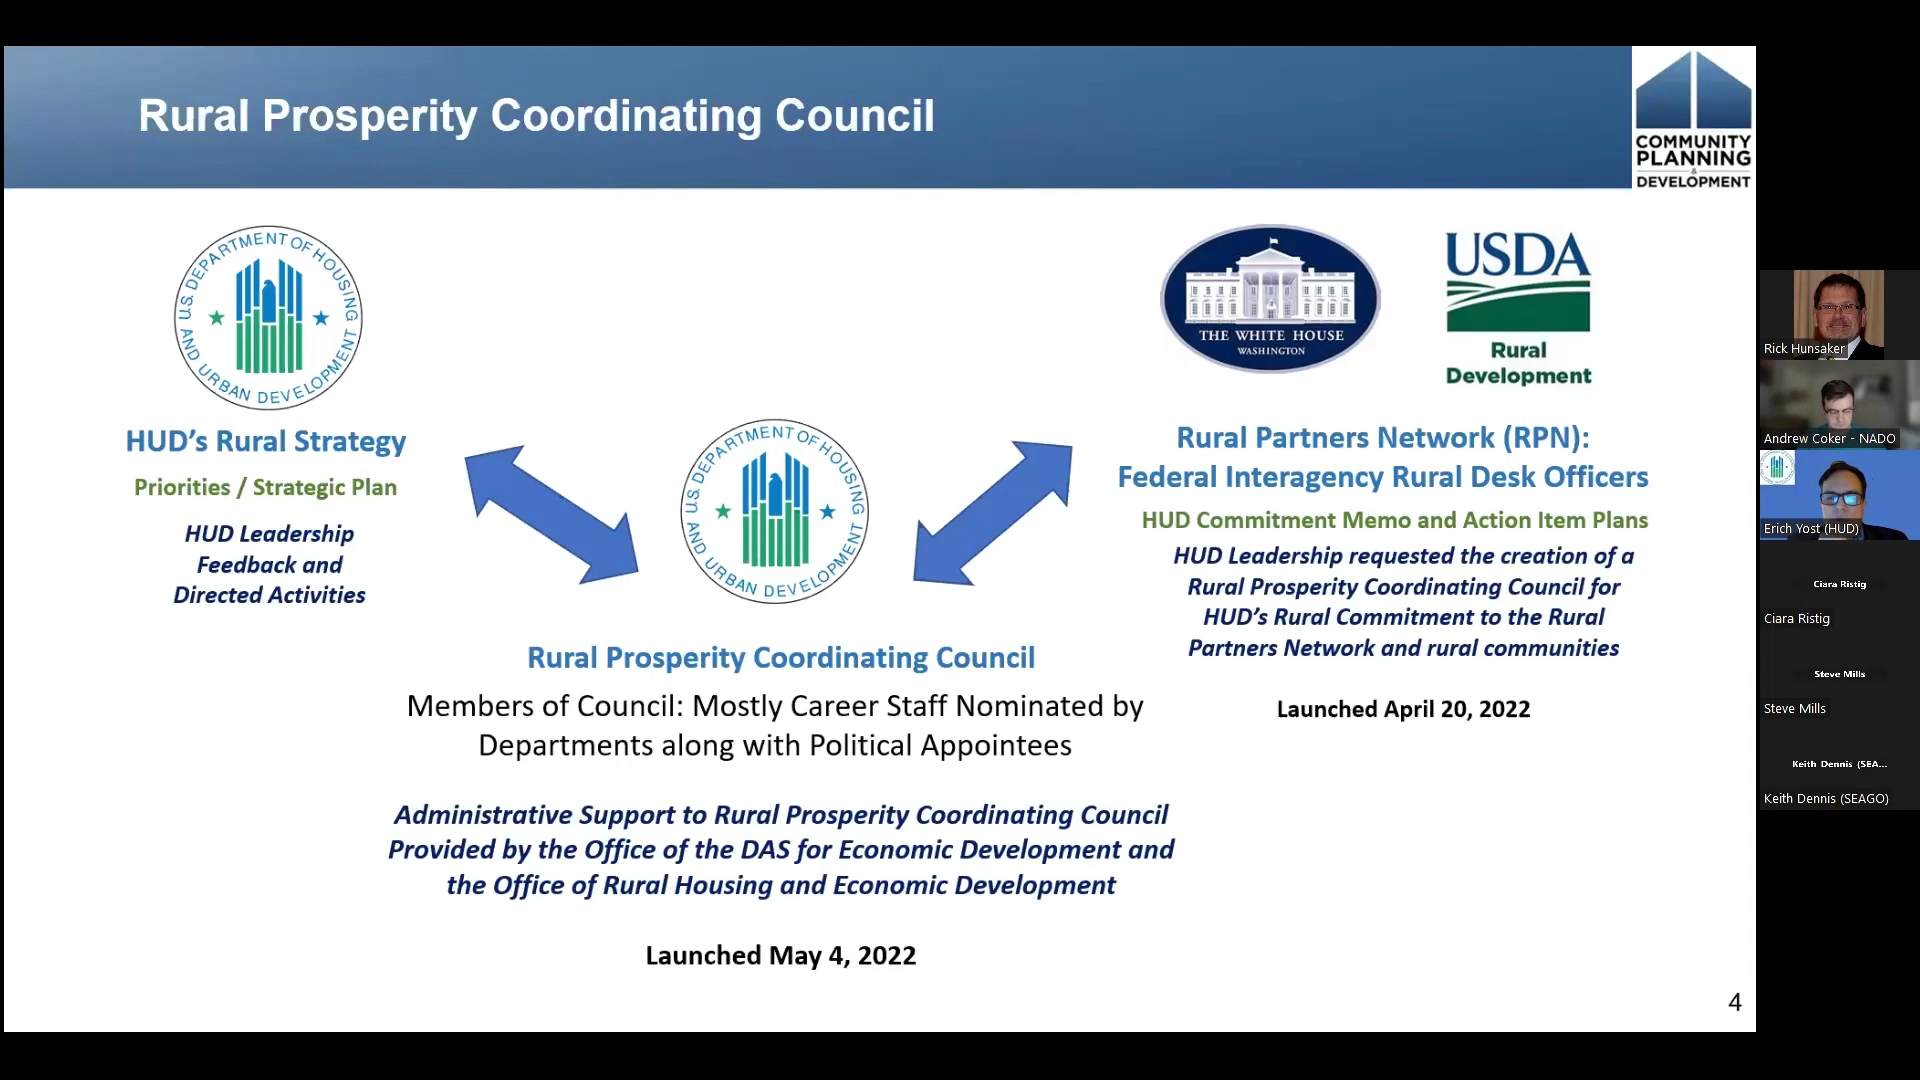 Rural Prosperity Coordinating Council
COMMUNITY
PLANNING
&
DEVELOPMENT
U.S. DEPARTMENT OF HOUSING
AND URBAN DEVELOPMENT
HUD’s Rural Strategy
Priorities / Strategic Plan
HUD Leadership
Feedback and
Directed Activities
U.S. DEPARTMENT OF HOUSING
AND URBAN DEVELOPMENT
Rural Prosperity Coordinating Council
Members of Council: Mostly Career Staff Nominated by
Departments along with Political Appointees
Administrative Support to Rural Prosperity Coordinating Council
Provided by the Office of the DAS for Economic Development and
the Office of Rural Housing and Economic Development
Launched May 4, 2022
THE WHITE HOUSE
WASHINGTON
USDA
Rural
Development
Rural Partners Network (RPN):
Federal Interagency Rural Desk Officers
HUD Commitment Memo and Action Item Plans
HUD Leadership requested the creation of a
Rural Prosperity Coordinating Council for
HUD’s Rural Commitment to the Rural
Partners Network and rural communities
Launched April 20, 2022
4
Rick Hunsaker
Andrew Coker - NADO
Erich Yost (HUD)
Ciara Ristig
Ciara Ristig
Steve Mills
Steve Mills
Keith Dennis (SEA...
Keith Dennis (SEAGO)